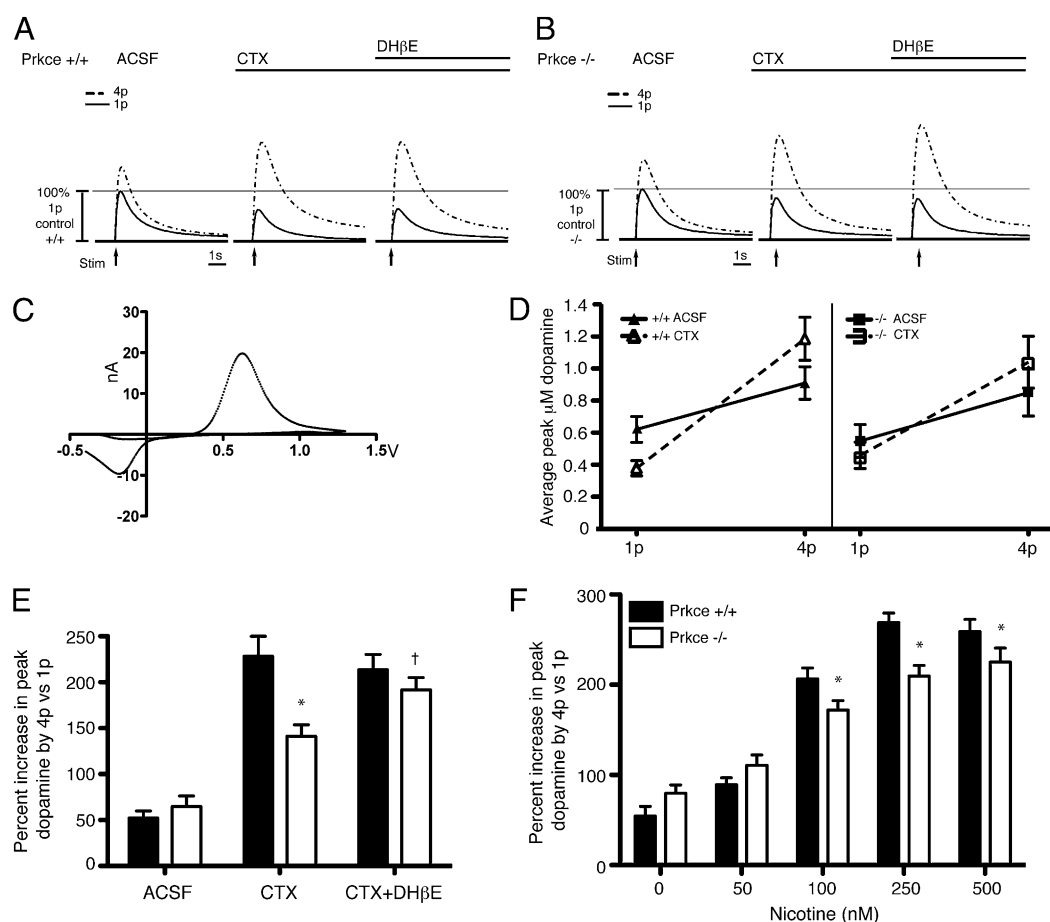 A
Prkce +/+
ACSF
CTX
DHβE
4p
1p
100%
1p
control
+/+
Stim
1s
B
Prkce -/-
ACSF
CTX
DHβE
4p
1p
100%
1p
control
-/-
Stim
1s
C
nA
30
20
10
-10
-20
-0.5
0.5
1.0
1.5V
D
Average peak µM dopamine
1.4
1.2
1.0
0.8
0.6
0.4
0.2
0
+/+ ACSF
+/+ CTX
-/- ACSF
-/- CTX
1p
4p
1p
4p
E
Percent increase in peak
dopamine by 4p vs 1p
250
200
150
100
50
0
*
†
ACSF
CTX
CTX+DHβE
F
Percent increase in peak
dopamine by 4p vs 1p
300
200
100
0
Prkce +/+
Prkce -/-
*
*
*
0
50
100
250
500
Nicotine (nM)